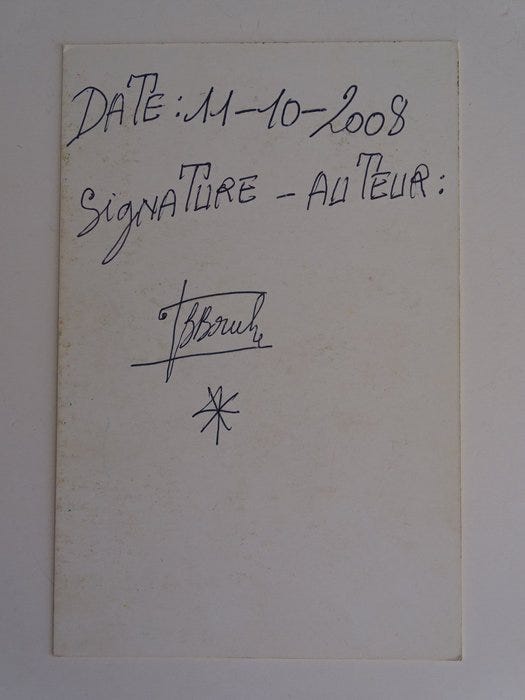 DATE : 11-10-2008
SIGNATURE - AUTEUR :